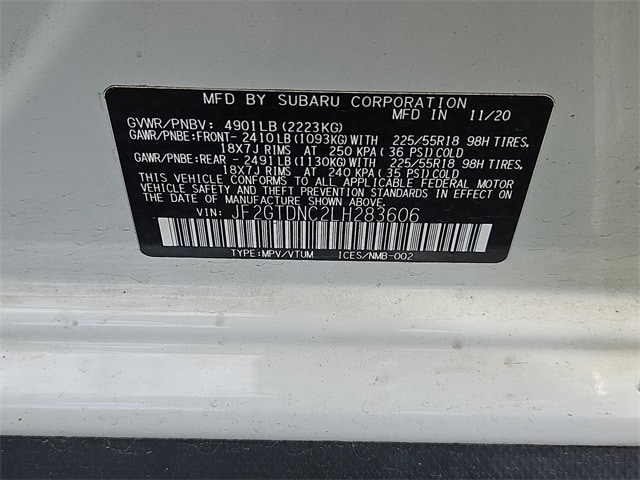 MFD BY SUBARU CORPORATION MFD IN 11/20
GVWR/PNBV: 4901LB(2223KG)
GAWR/PNBE:FRONT-2410LB(1093KG)WITH 225/55R18 98H TIRES,
18X7J RIMS AT 250 KPA(36 PSI)COLD
GAWR/PNBE:REAR -2491LB(1130KG)WITH 225/55R18 98H TIRES,
18X7J RIMS AT 240 KPA(35 PSI)COLD
THIS VEHICLE CONFORMS TO ALL APPLICABLE FEDERAL MOTOR
VEHICLE SAFETY AND THEFT PREVENTION STANDARDS IN EFFECT ON
THE DATE OF MANUFACTURE SHOWN ABOVE.
VIN: JF2GTDNC2LH283606
TYPE:MPV/VTUM ICES/NMB-002